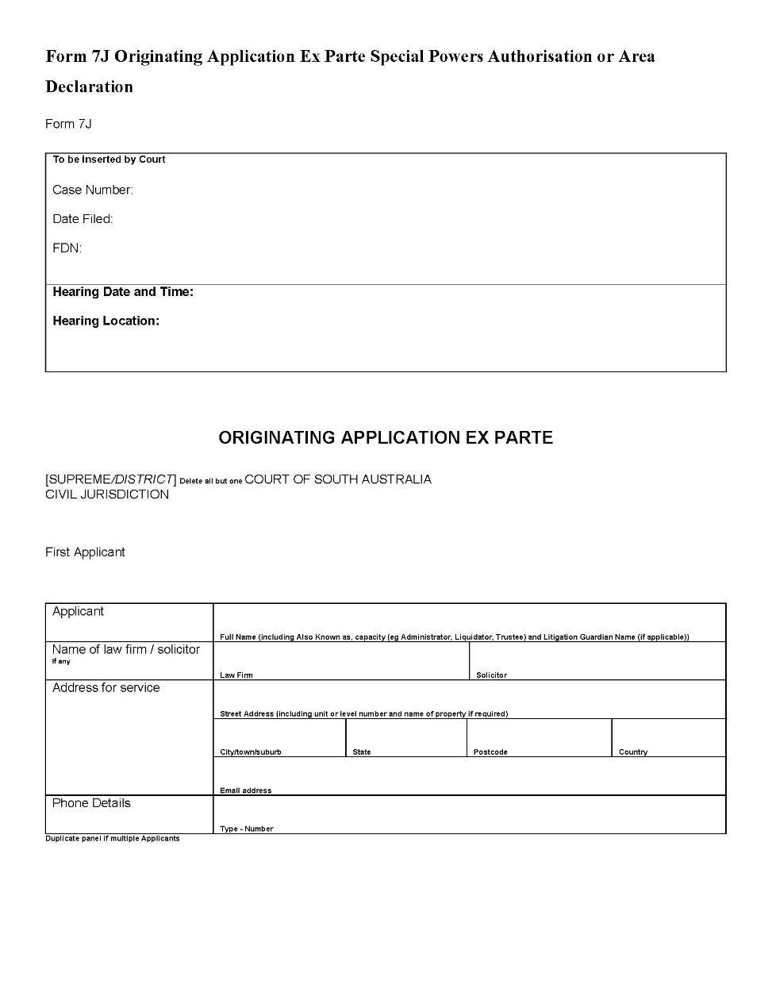 Form 7J Originating Application Ex Parte Special Powers Authorisation or Area
Declaration
Form 7J
To be inserted by Court
Case Number:
Date Filed:
FDN:
Hearing Date and Time:
Hearing Location:
ORIGINATING APPLICATION EX PARTE
[SUPREME/DISTRICT] Delete all but one COURT OF SOUTH AUSTRALIA
CIVIL JURISDICTION
First Applicant
Applicant
Full Name (including Also Known as, capacity (eg Administrator, Liquidator, Trustee) and Litigation Guardian Name (if applicable))
Name of law firm / solicitor
If any
Law Firm
Solicitor
Address for service
Street Address (including unit or level number and name of property if required)
City/town/suburb
State
Postcode
Country
Email address
Phone Details
Type - Number
Duplicate panel if multiple Applicants